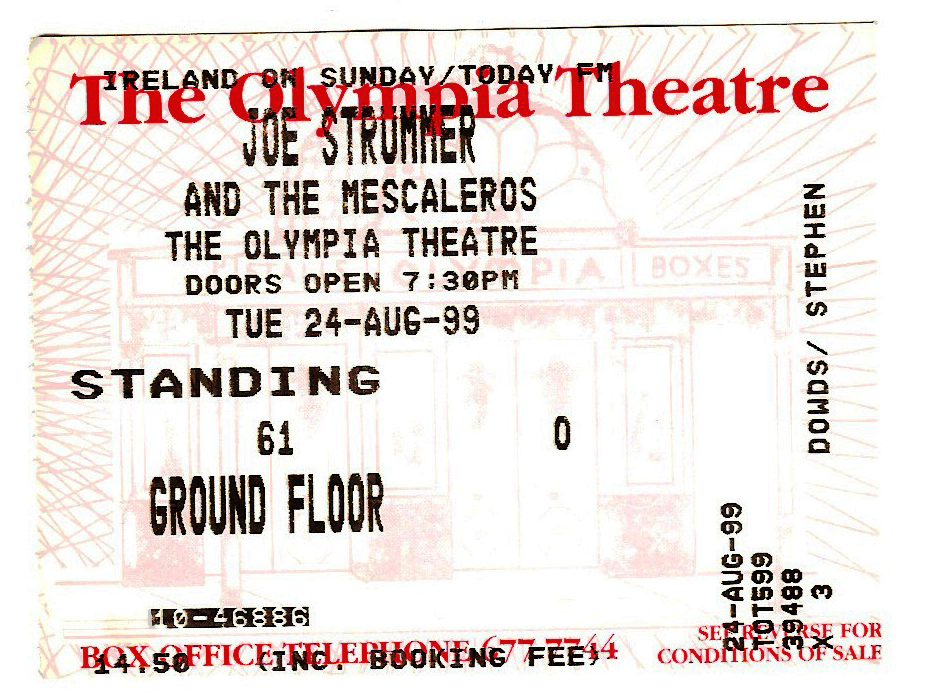 IRELAND ON SUNDAY/TODAY FM
The Olympia Theatre
JOE STRUMMER
AND THE MESCALEROS
THE OLYMPIA THEATRE
DOORS OPEN 7:30PM
OLYMPIA BOXES
TUE 24-AUG-99
STANDING
61 0
GROUND FLOOR
10-46886
BOX OFFICE TELEPHONE 677 7744
14.50 (INC. BOOKING FEE)
SEE REVERSE FOR
CONDITIONS OF SALE
DOWDS/ STEPHEN
24-AUG-99
TOT599
39488
X 3